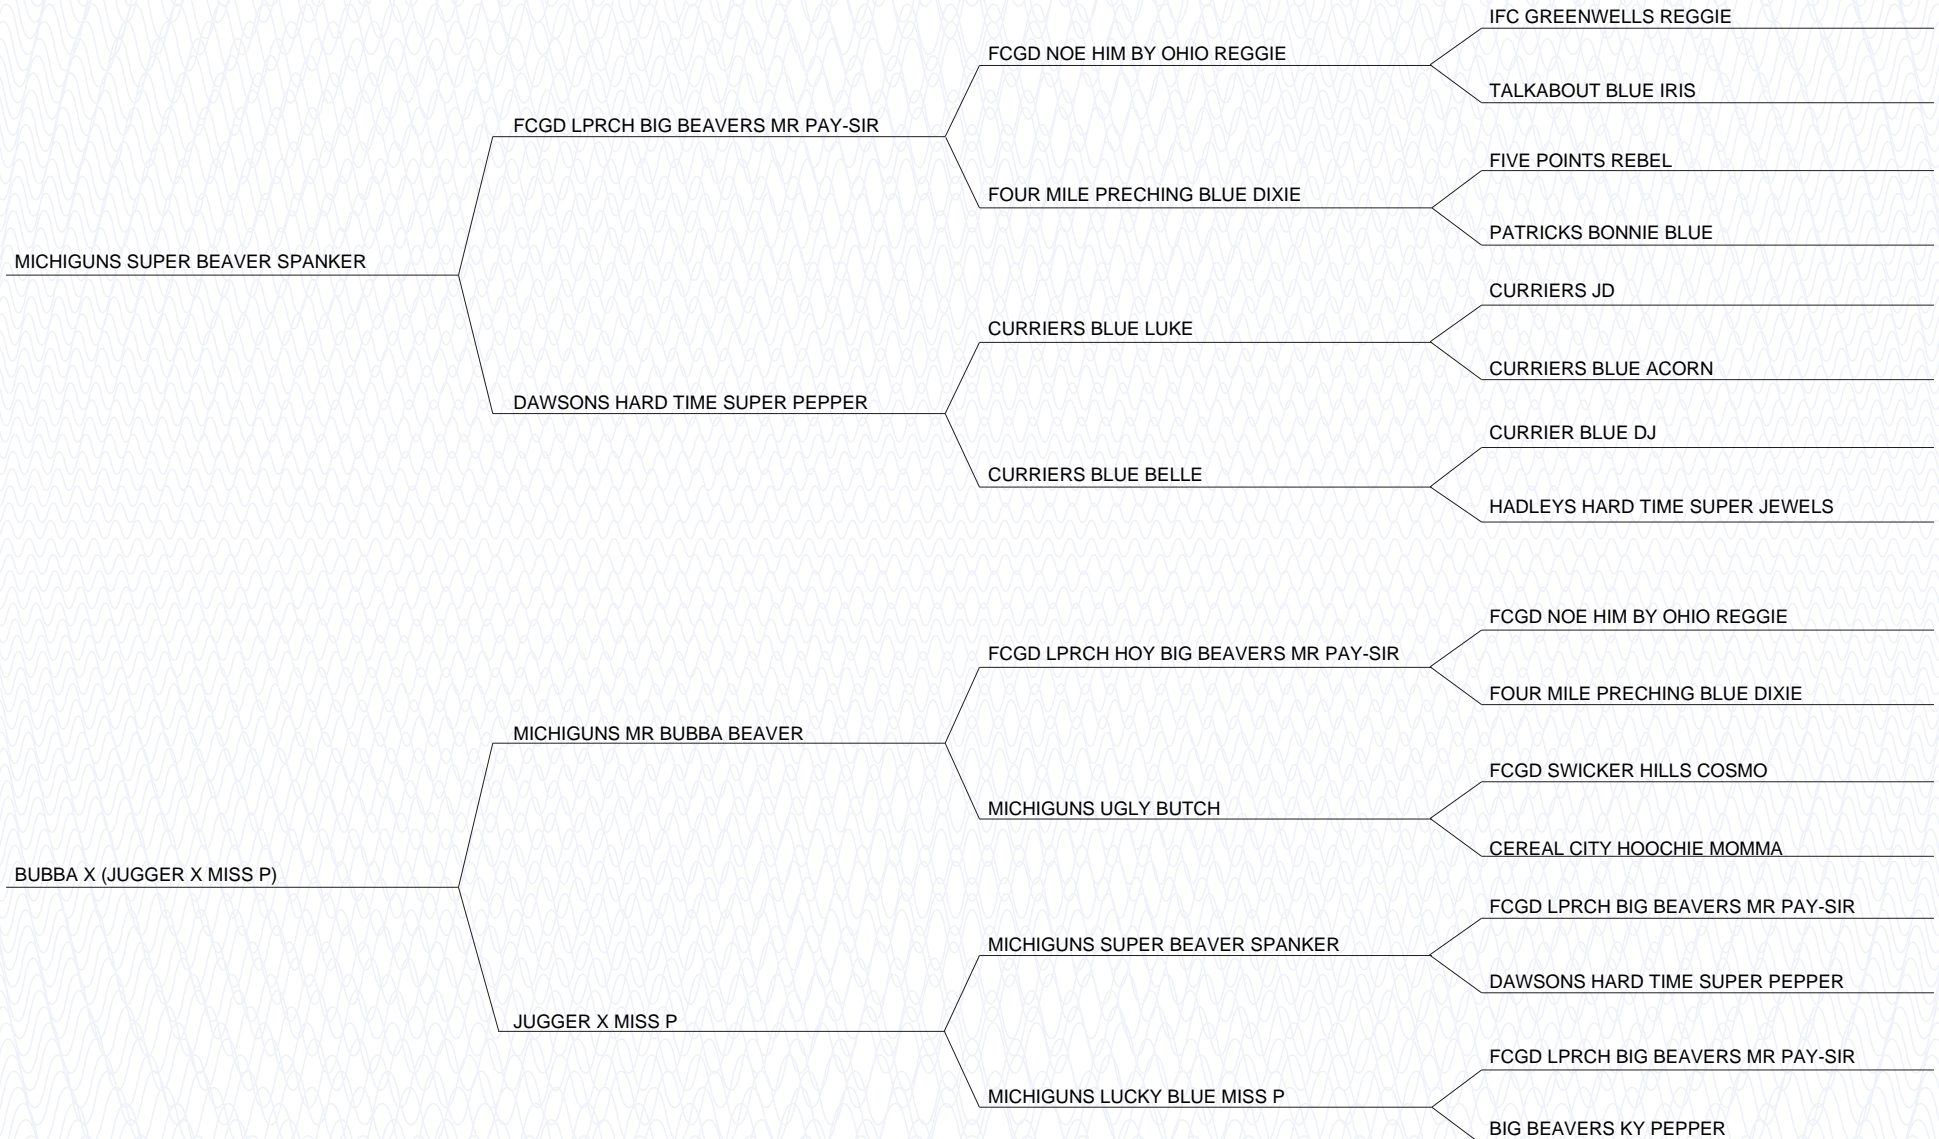 IFC GREENWELLS REGGIE
FCGD NOE HIM BY OHIO REGGIE
TALKABOUT BLUE IRIS
FCGD LPRCH BIG BEAVERS MR PAY-SIR
FIVE POINTS REBEL
FOUR MILE PRECHING BLUE DIXIE
PATRICKS BONNIE BLUE
MICHIGUNS SUPER BEAVER SPANKER
CURRIERS JD
CURRIERS BLUE LUKE
CURRIERS BLUE ACORN
DAWSONS HARD TIME SUPER PEPPER
CURRIER BLUE DJ
CURRIERS BLUE BELLE
HADLEYS HARD TIME SUPER JEWELS
FCGD NOE HIM BY OHIO REGGIE
FCGD LPRCH HOY BIG BEAVERS MR PAY-SIR
FOUR MILE PRECHING BLUE DIXIE
MICHIGUNS MR BUBBA BEAVER
FCGD SWICKER HILLS COSMO
MICHIGUNS UGLY BUTCH
CEREAL CITY HOOCHIE MOMMA
BUBBA X (JUGGER X MISS P)
FCGD LPRCH BIG BEAVERS MR PAY-SIR
MICHIGUNS SUPER BEAVER SPANKER
DAWSONS HARD TIME SUPER PEPPER
JUGGER X MISS P
FCGD LPRCH BIG BEAVERS MR PAY-SIR
MICHIGUNS LUCKY BLUE MISS P
BIG BEAVERS KY PEPPER